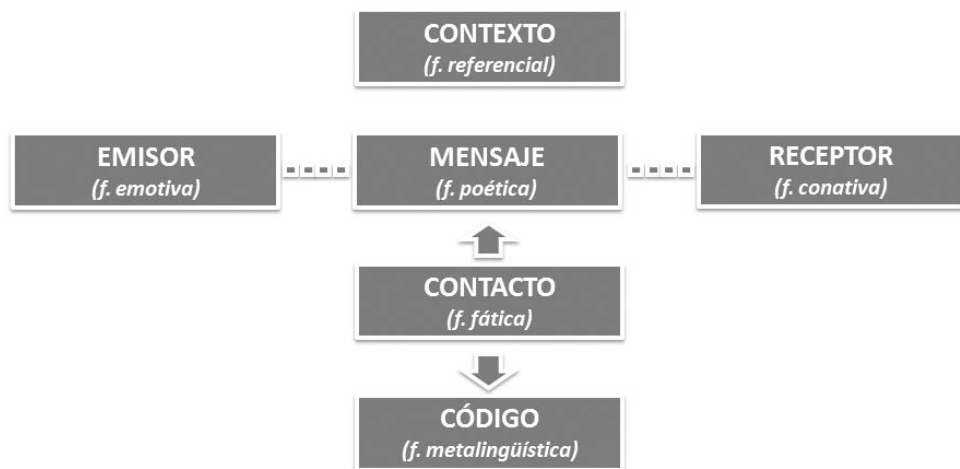 CONTEXTO
(f. referencial)
EMISOR
(f. emotiva)
MENSAJE
(f. poética)
RECEPTOR
(f. conativa)
CONTACTO
(f. fática)
CÓDIGO
(f. metalingüística)